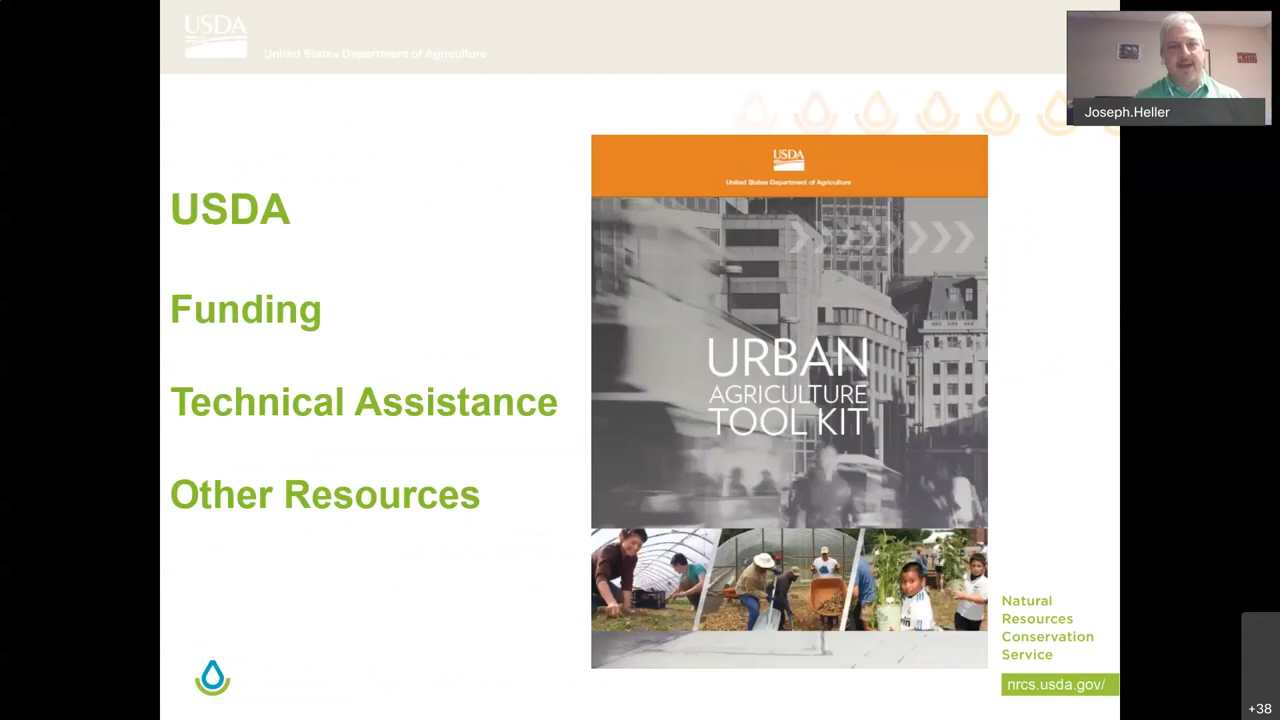 USDA
United States Department of Agriculture
Joseph.Heller
USDA
United States Department of Agriculture
USDA
Funding
Technical Assistance
Other Resources
URBAN
AGRICULTURE
TOOL KIT
Natural
Resources
Conservation
Service
nrcs.usda.gov/
+38